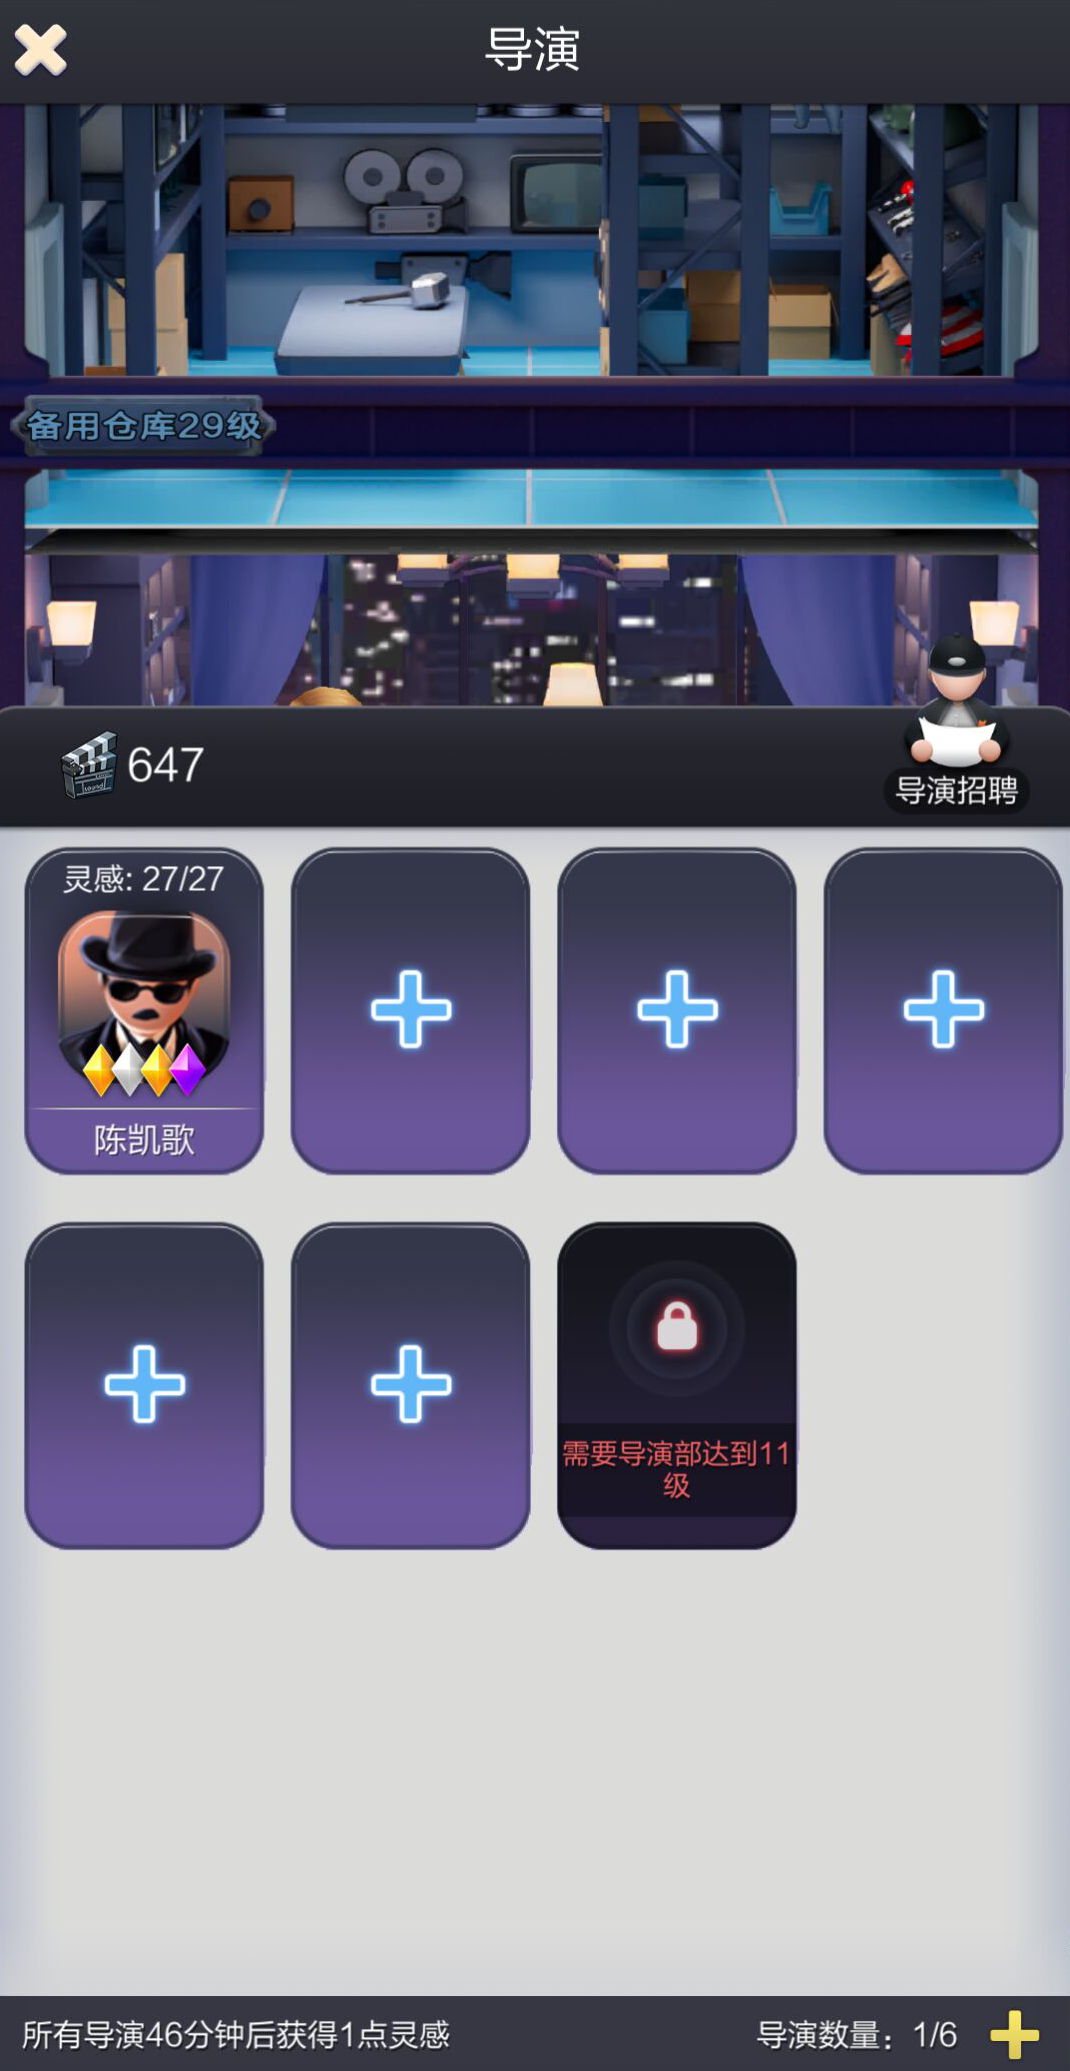 导演
备用仓库29级
647
导演招聘
灵感: 27/27
陈凯歌
需要导演部达到11
级
所有导演46分钟后获得1点灵感
导演数量：1/6